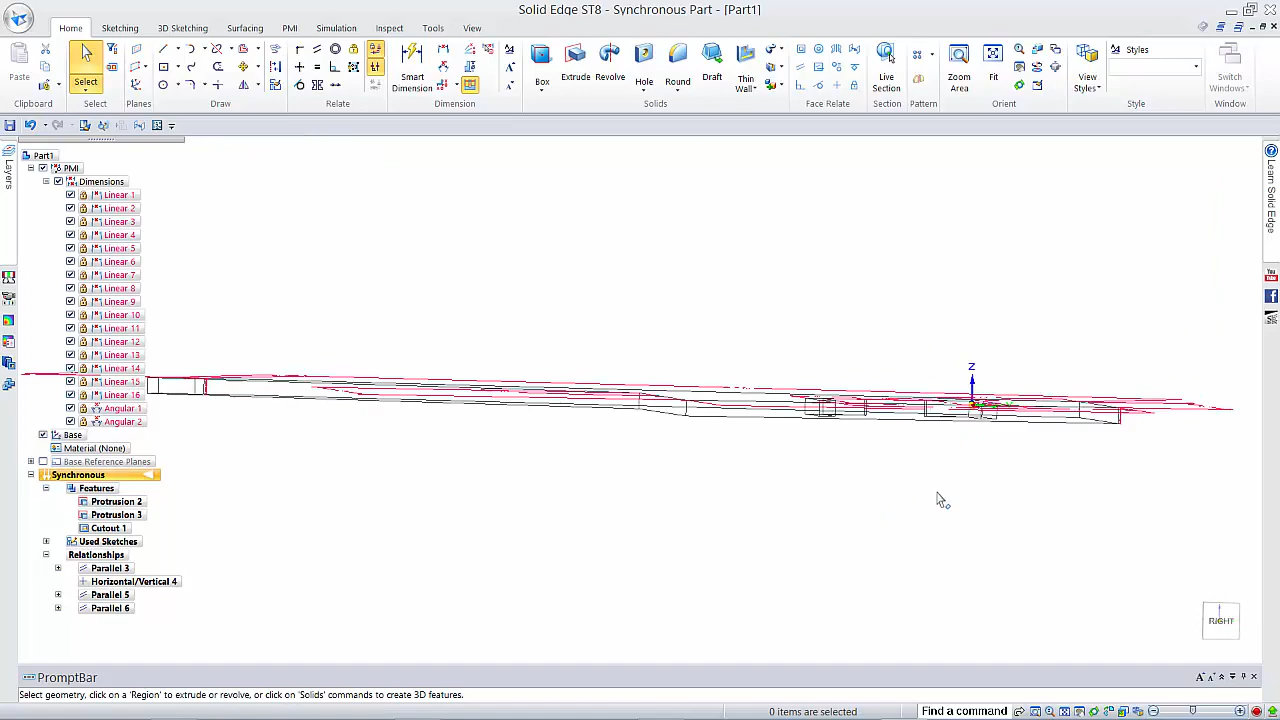 Solid Edge ST8 - Synchronous Part - [Part1]
Home Sketching 3D Sketching Surfacing PMI Simulation Inspect Tools View
Paste Select Smart Dimension Box Extrude Revolve Hole Round Draft Thin Wall Live Section Zoom Area Fit View Styles Styles Switch Windows
Clipboard Select Planes Draw Relate Dimension Solids Face Relate Section Pattern Orient Style Window
Layers
Learn Solid Edge
Part1
PMI
Dimensions
Linear 1
Linear 2
Linear 3
Linear 4
Linear 5
Linear 6
Linear 7
Linear 8
Linear 9
Linear 10
Linear 11
Linear 12
Linear 13
Linear 14
Linear 15
Linear 16
Angular 1
Angular 2
Base
Material (None)
Base Reference Planes
Synchronous
Features
Protrusion 2
Protrusion 3
Cutout 1
Used Sketches
Relationships
Parallel 3
Horizontal/Vertical 4
Parallel 5
Parallel 6
Z
RIGHT
You Tube
PromptBar
Select geometry, click on a 'Region' to extrude or revolve, or click on 'Solids' commands to create 3D features.
0 items are selected
Find a command